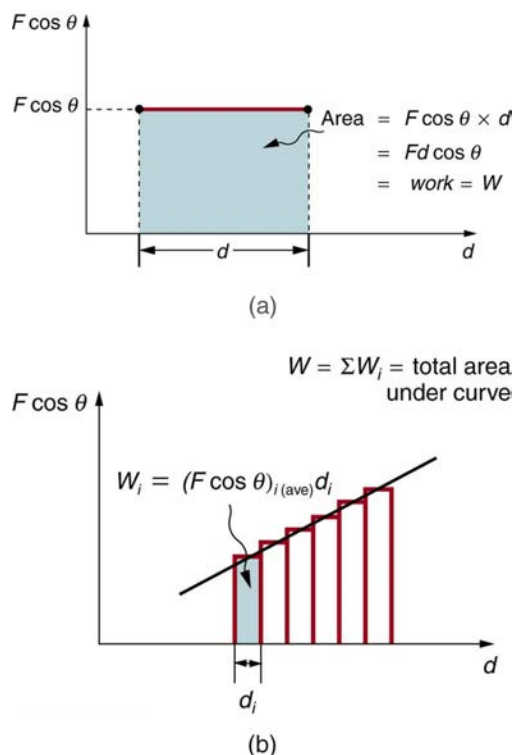 F cos θ
F cos θ
Area = F cos θ × d
= Fd cos θ
= work = W
d
d
(a)
W = ΣWᵢ = total area
under curve
F cos θ
Wᵢ = (F cos θ)ᵢ₍ₐᵥₑ₎dᵢ
d
dᵢ
(b)